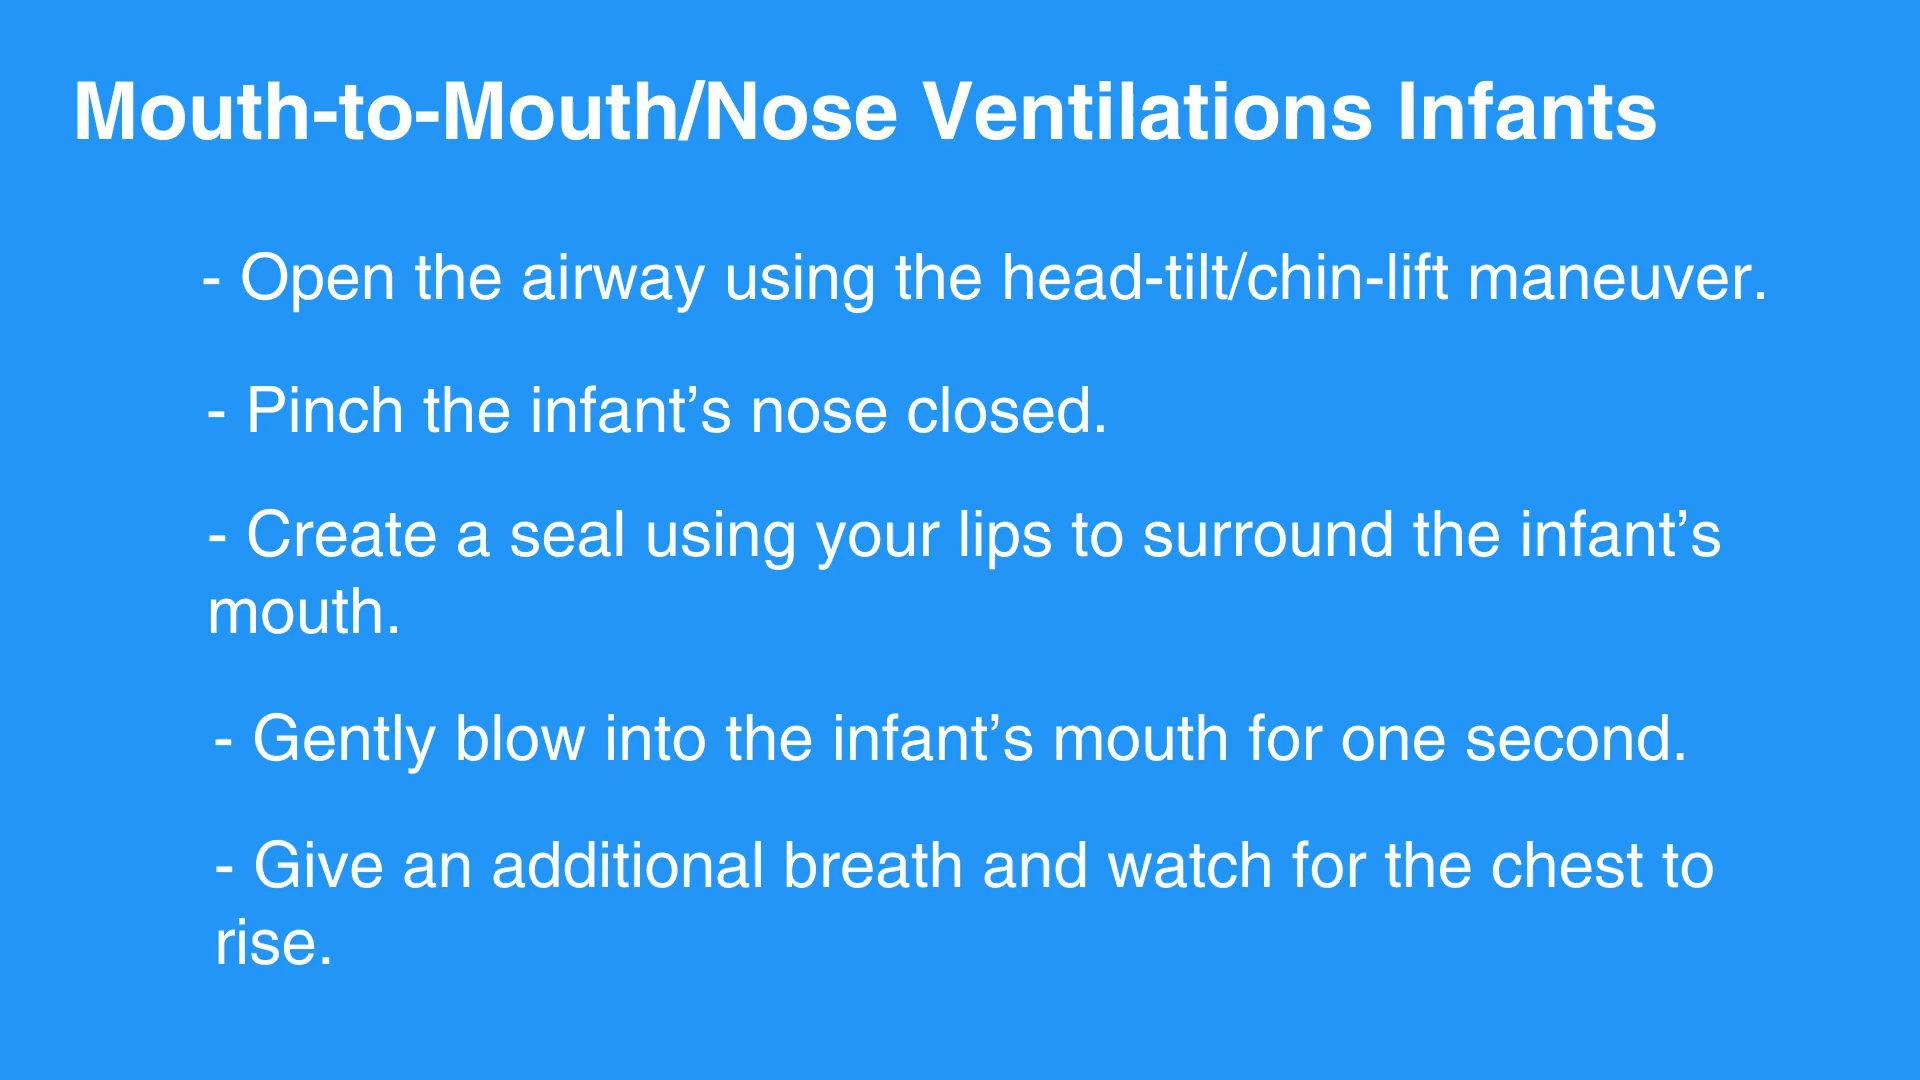 Mouth-to-Mouth/Nose Ventilations Infants
- Open the airway using the head-tilt/chin-lift maneuver.
- Pinch the infant’s nose closed.
- Create a seal using your lips to surround the infant’s
mouth.
- Gently blow into the infant’s mouth for one second.
- Give an additional breath and watch for the chest to
rise.